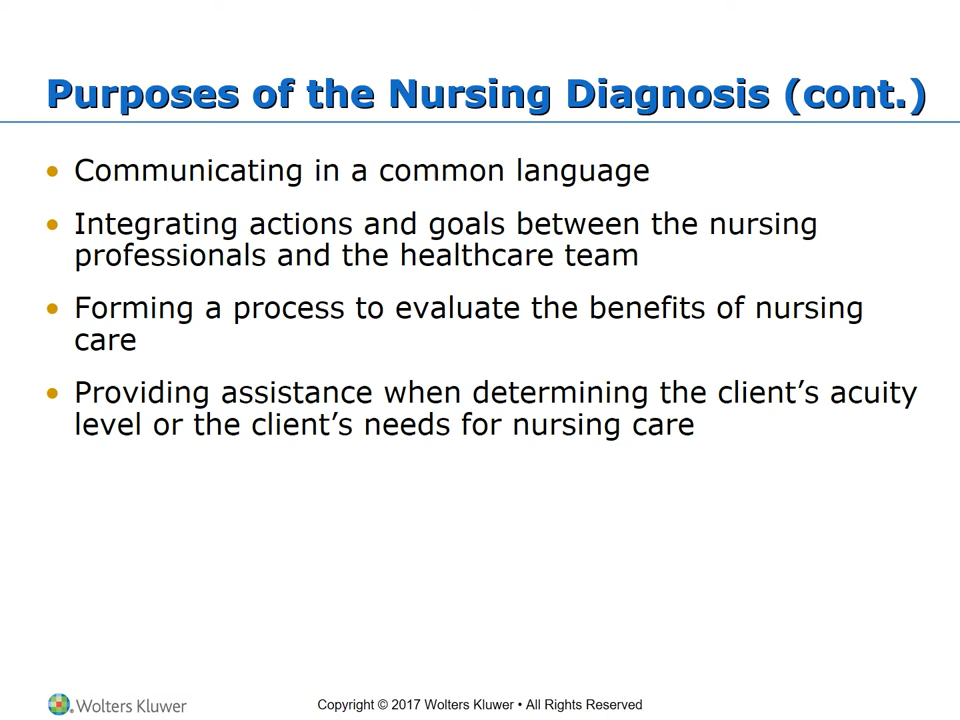 Purposes of the Nursing Diagnosis (cont.)
• Communicating in a common language
• Integrating actions and goals between the nursing
professionals and the healthcare team
• Forming a process to evaluate the benefits of nursing
care
• Providing assistance when determining the client’s acuity
level or the client’s needs for nursing care
Wolters Kluwer
Copyright © 2017 Wolters Kluwer • All Rights Reserved